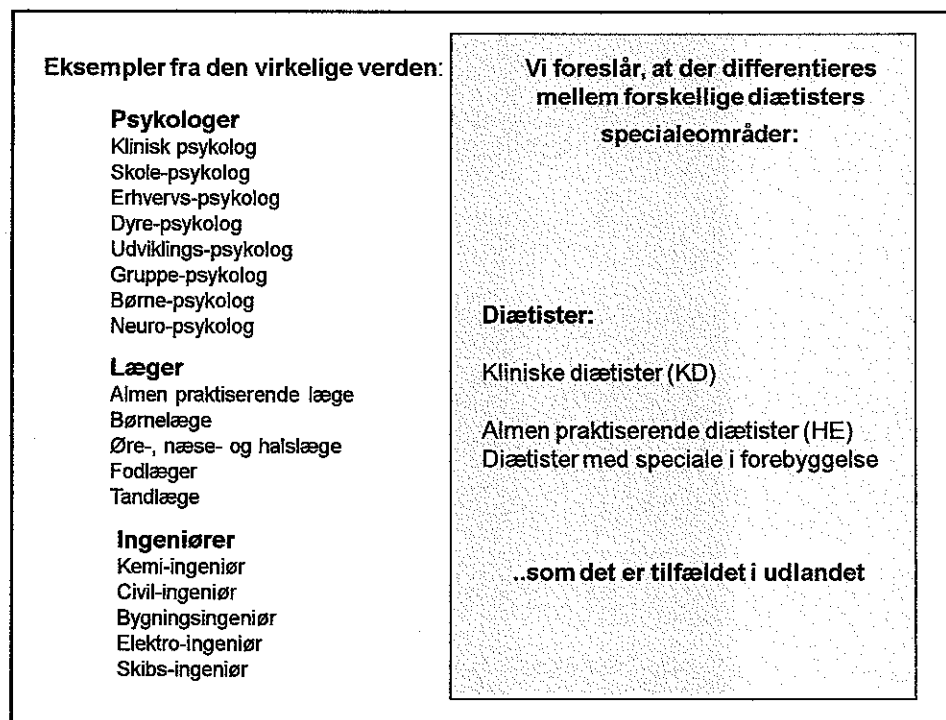 Eksempler fra den virkelige verden:
Psykologer
Klinisk psykolog
Skole-psykolog
Erhvervs-psykolog
Dyre-psykolog
Udviklings-psykolog
Gruppe-psykolog
Børne-psykolog
Neuro-psykolog
Læger
Almen praktiserende læge
Børnelæge
Øre-, næse- og halslæge
Fodlæger
Tandlæge
Ingeniører
Kemi-ingeniør
Civil-ingeniør
Bygningsingeniør
Elektro-ingeniør
Skibs-ingeniør
Vi foreslår, at der differentieres
mellem forskellige diætisters
specialeområder:
Diætister:
Kliniske diætister (KD)
Almen praktiserende diætister (HE)
Diætister med speciale i forebyggelse
..som det er tilfældet i udlandet